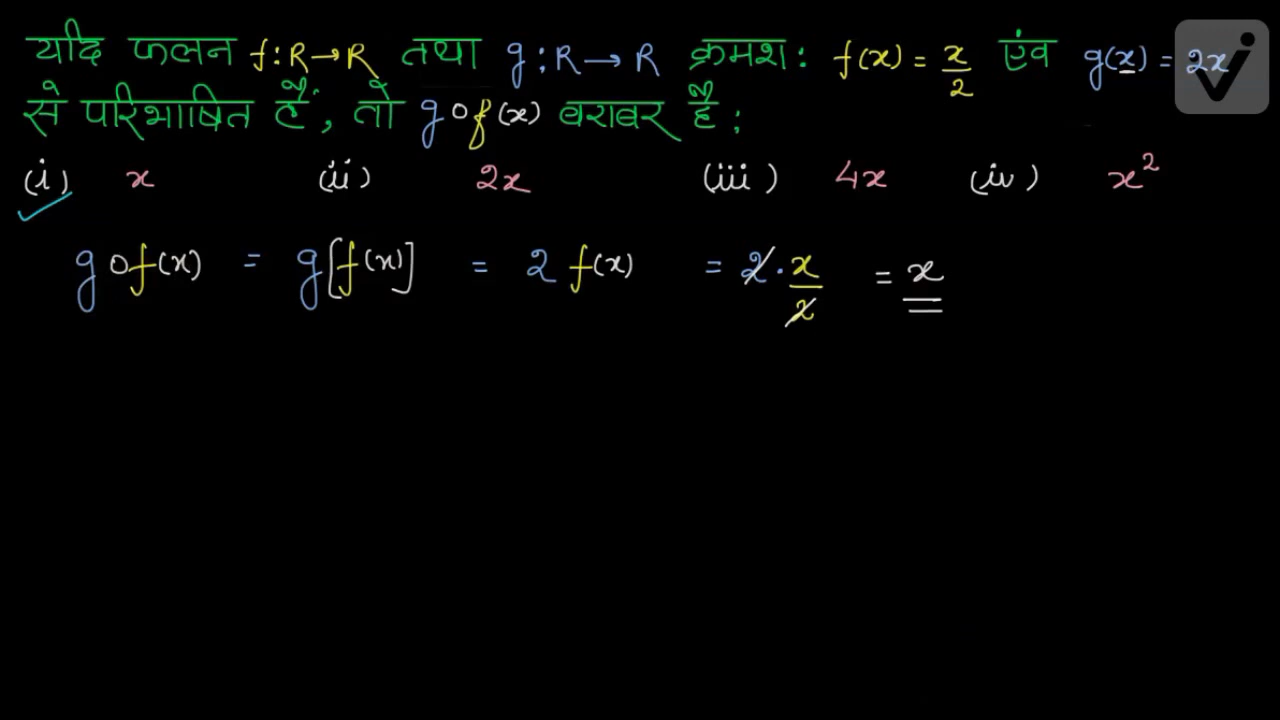 यदि फलन f : R → R तथा g : R → R क्रमश : f(x) = x/2 एंव g(x) = 2x
से परिभाषित हैं , तो gof(x) बराबर है :
(i) x (ii) 2x (iii) 4x (iv) x²
gof(x) = g[f(x)] = 2 f(x) = 2 · x/2 = x